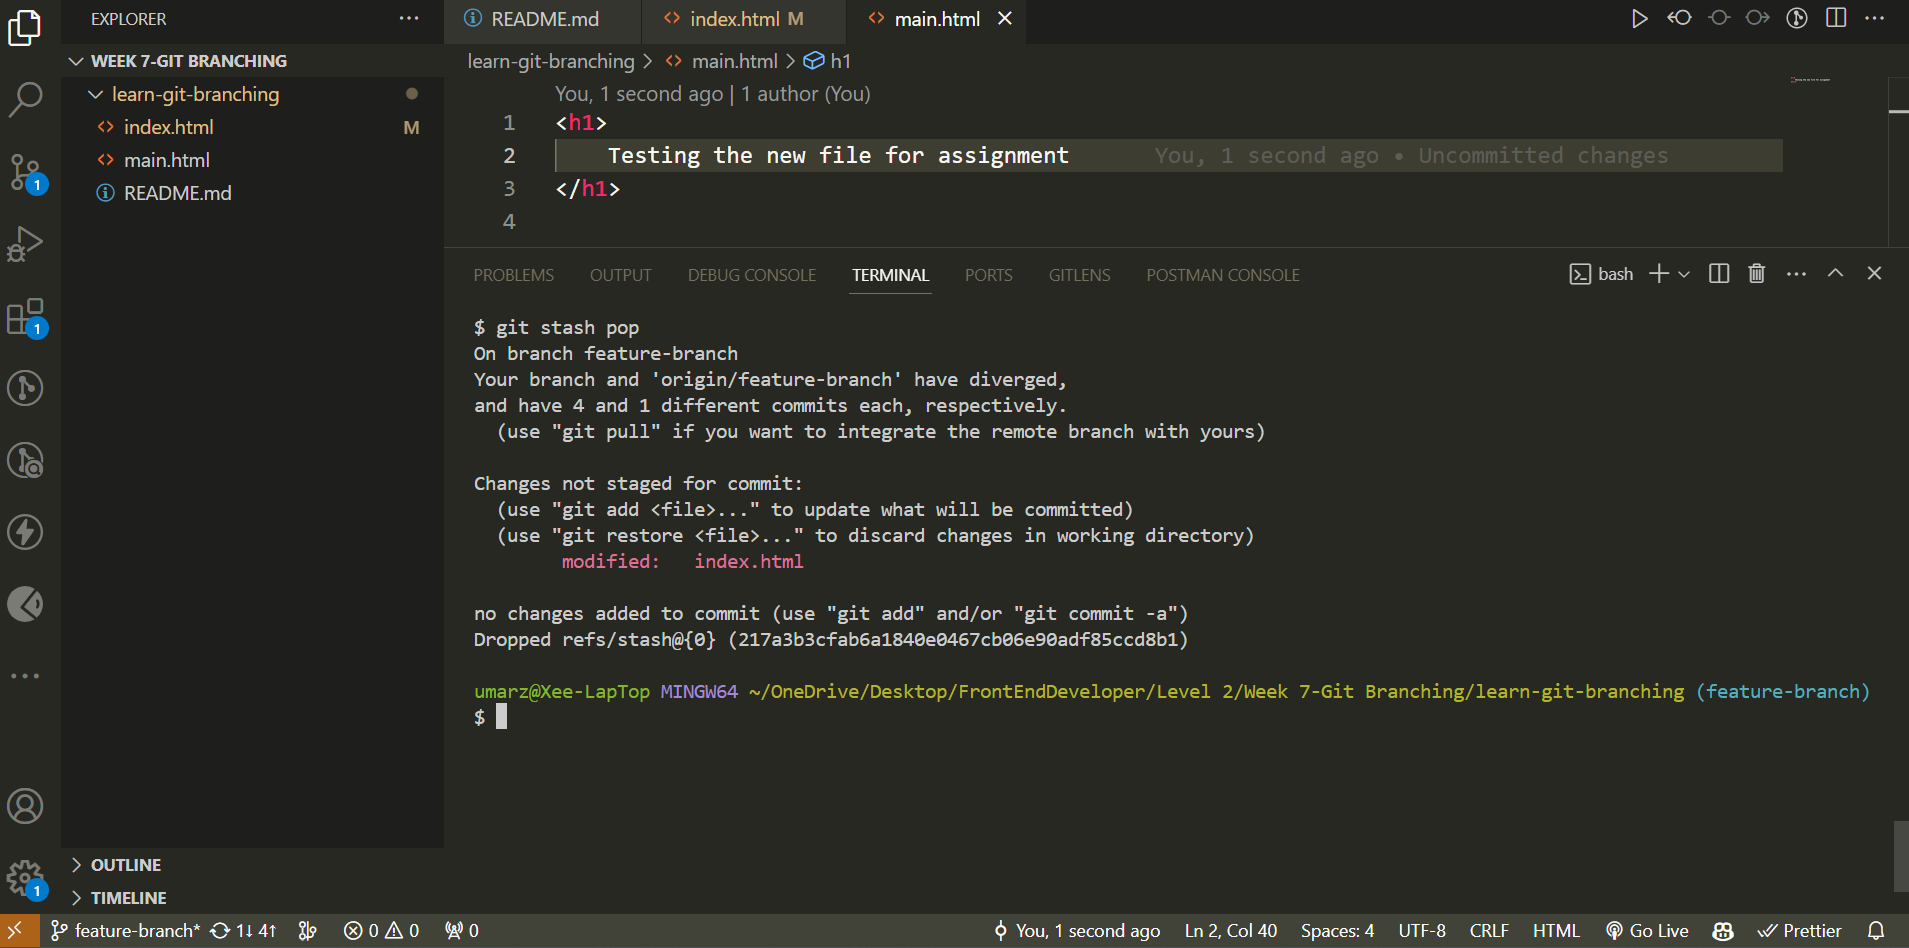 EXPLORER
WEEK 7-GIT BRANCHING
learn-git-branching
index.html M
main.html
README.md
OUTLINE
TIMELINE
README.md
index.html M
main.html
learn-git-branching > main.html > h1
You, 1 second ago | 1 author (You)
1 <h1>
2 Testing the new file for assignment You, 1 second ago • Uncommitted changes
3 </h1>
4
PROBLEMS OUTPUT DEBUG CONSOLE TERMINAL PORTS GITLENS POSTMAN CONSOLE
bash
$ git stash pop
On branch feature-branch
Your branch and 'origin/feature-branch' have diverged,
and have 4 and 1 different commits each, respectively.
(use "git pull" if you want to integrate the remote branch with yours)
Changes not staged for commit:
(use "git add <file>..." to update what will be committed)
(use "git restore <file>..." to discard changes in working directory)
modified: index.html
no changes added to commit (use "git add" and/or "git commit -a")
Dropped refs/stash@{0} (217a3b3cfab6a1840e0467cb06e90adf85ccd8b1)
umarz@Xee-LapTop MINGW64 ~/OneDrive/Desktop/FrontEndDeveloper/Level 2/Week 7-Git Branching/learn-git-branching (feature-branch)
$
1
1
1
feature-branch* 1↓ 4↑ 0 0 0 You, 1 second ago Ln 2, Col 40 Spaces: 4 UTF-8 CRLF HTML Go Live Prettier